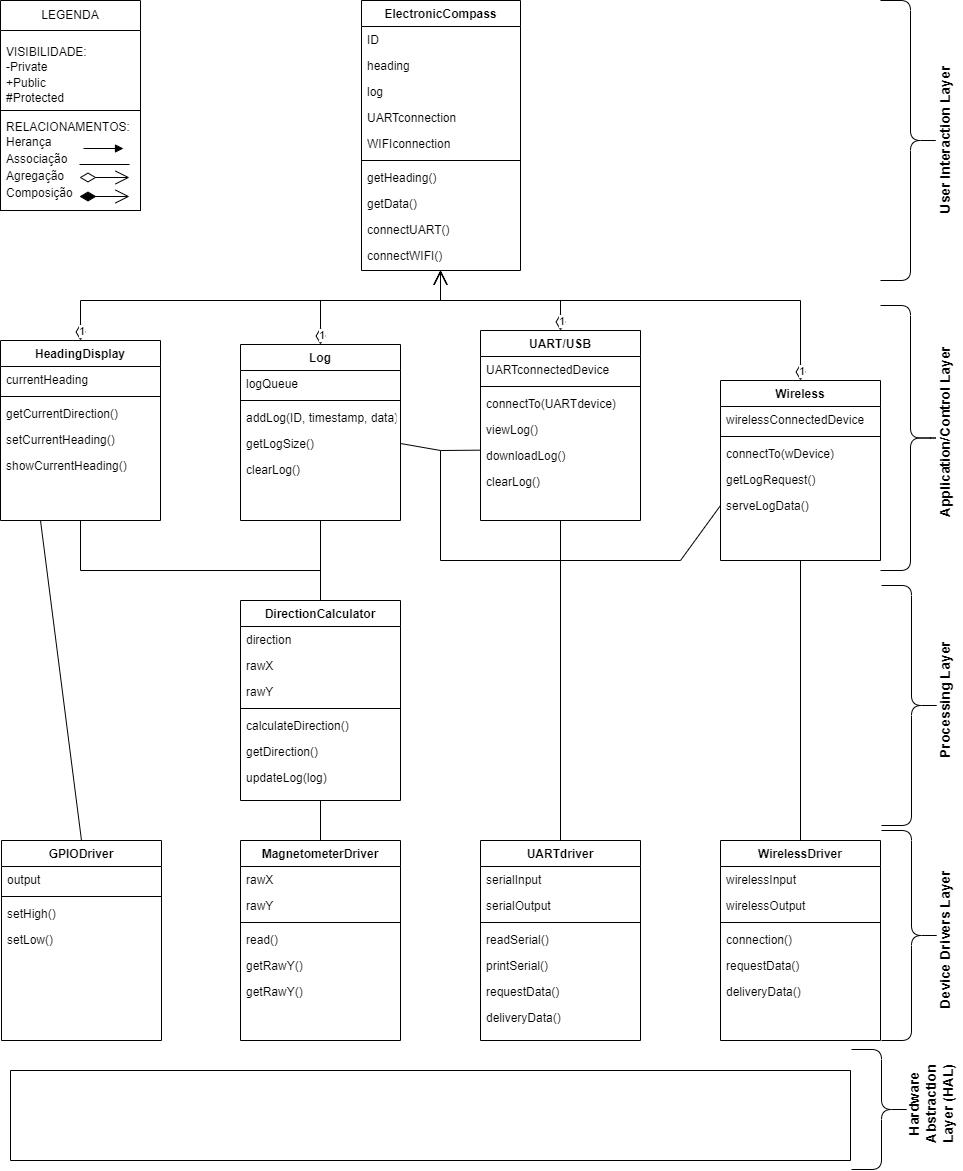 LEGENDA
VISIBILIDADE:
-Private
+Public
#Protected
RELACIONAMENTOS:
Herança
Associação
Agregação
Composição
ElectronicCompass
ID
heading
log
UARTconnection
WIFIconnection
getHeading()
getData()
connectUART()
connectWIFI()
User Interaction Layer
1
1
1
1
HeadingDisplay
currentHeading
getCurrentDirection()
setCurrentHeading()
showCurrentHeading()
Log
logQueue
addLog(ID, timestamp, data)
getLogSize()
clearLog()
UART/USB
UARTconnectedDevice
connectTo(UARTdevice)
viewLog()
downloadLog()
clearLog()
Wireless
wirelessConnectedDevice
connectTo(wDevice)
getLogRequest()
serveLogData()
Application/Control Layer
DirectionCalculator
direction
rawX
rawY
calculateDirection()
getDirection()
updateLog(log)
Processing Layer
GPIODriver
output
setHigh()
setLow()
MagnetometerDriver
rawX
rawY
read()
getRawY()
getRawY()
UARTdriver
serialInput
serialOutput
readSerial()
printSerial()
requestData()
deliveryData()
WirelessDriver
wirelessInput
wirelessOutput
connection()
requestData()
deliveryData()
Device Drivers Layer
Hardware
Abstraction
Layer (HAL)